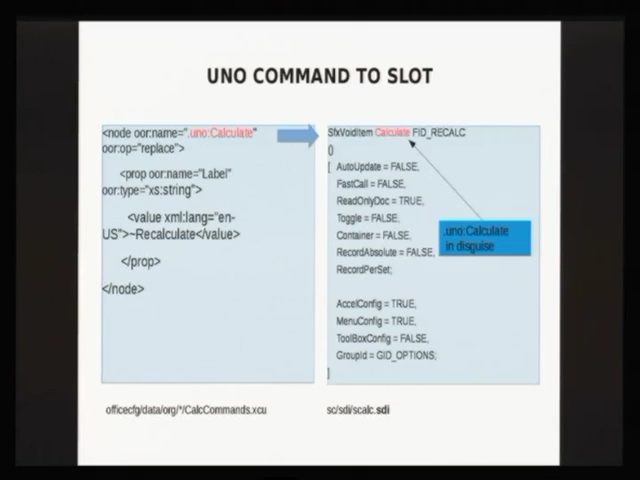 UNO COMMAND TO SLOT
<node oor:name=".uno:Calculate"
oor:op="replace">
<prop oor:name="Label"
oor:type="xs:string">
<value xml:lang="en-
US">~Recalculate</value>
</prop>
</node>
SfxVoidItem Calculate FID_RECALC
()
[ AutoUpdate = FALSE,
FastCall = FALSE,
ReadOnlyDoc = TRUE,
Toggle = FALSE,
Container = FALSE,
RecordAbsolute = FALSE,
RecordPerSet;
AccelConfig = TRUE,
MenuConfig = TRUE,
ToolBoxConfig = FALSE,
GroupId = GID_OPTIONS;
]
.uno:Calculate
in disguise
officecfg/data/org/*/CalcCommands.xcu
sc/sdi/scalc.sdi